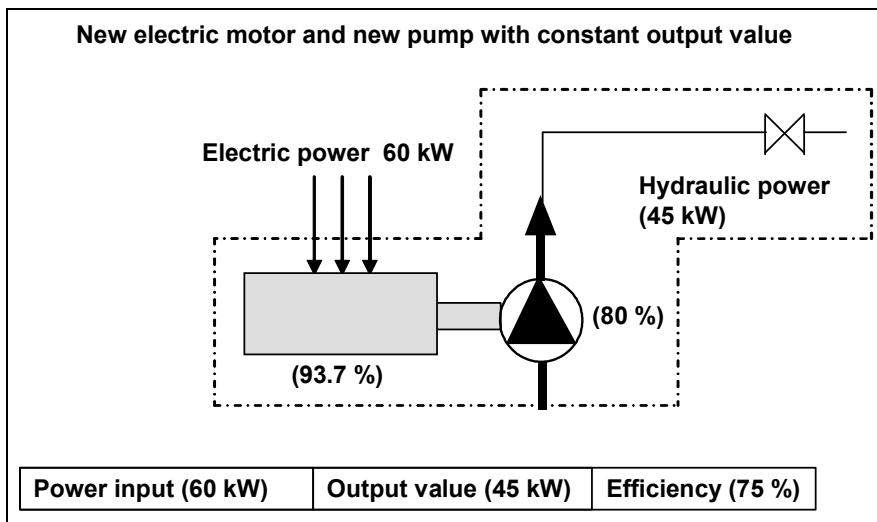 New electric motor and new pump with constant output value
Electric power 60 kW
Hydraulic power
(45 kW)
(80 %)
(93.7 %)
Power input (60 kW) Output value (45 kW) Efficiency (75 %)